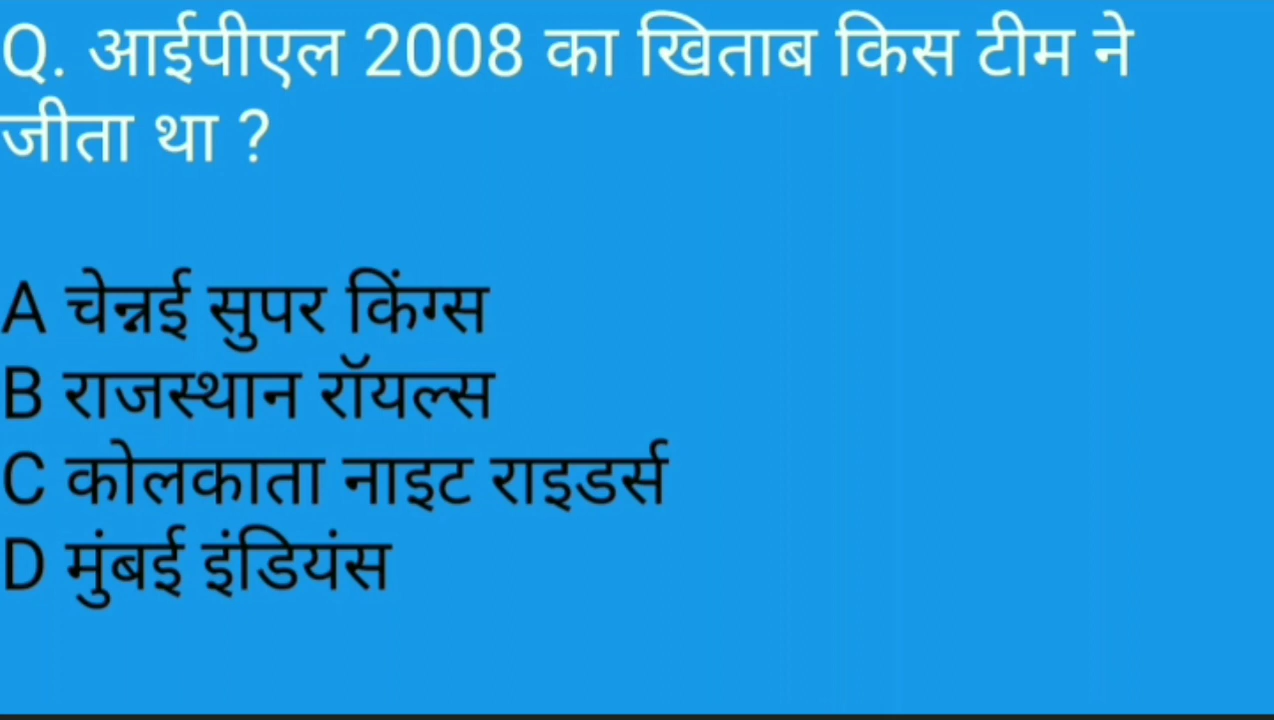 Q. आईपीएल 2008 का खिताब किस टीम ने
जीता था ?
A चेन्नई सुपर किंग्स
B राजस्थान रॉयल्स
C कोलकाता नाइट राइडर्स
D मुंबई इंडियंस